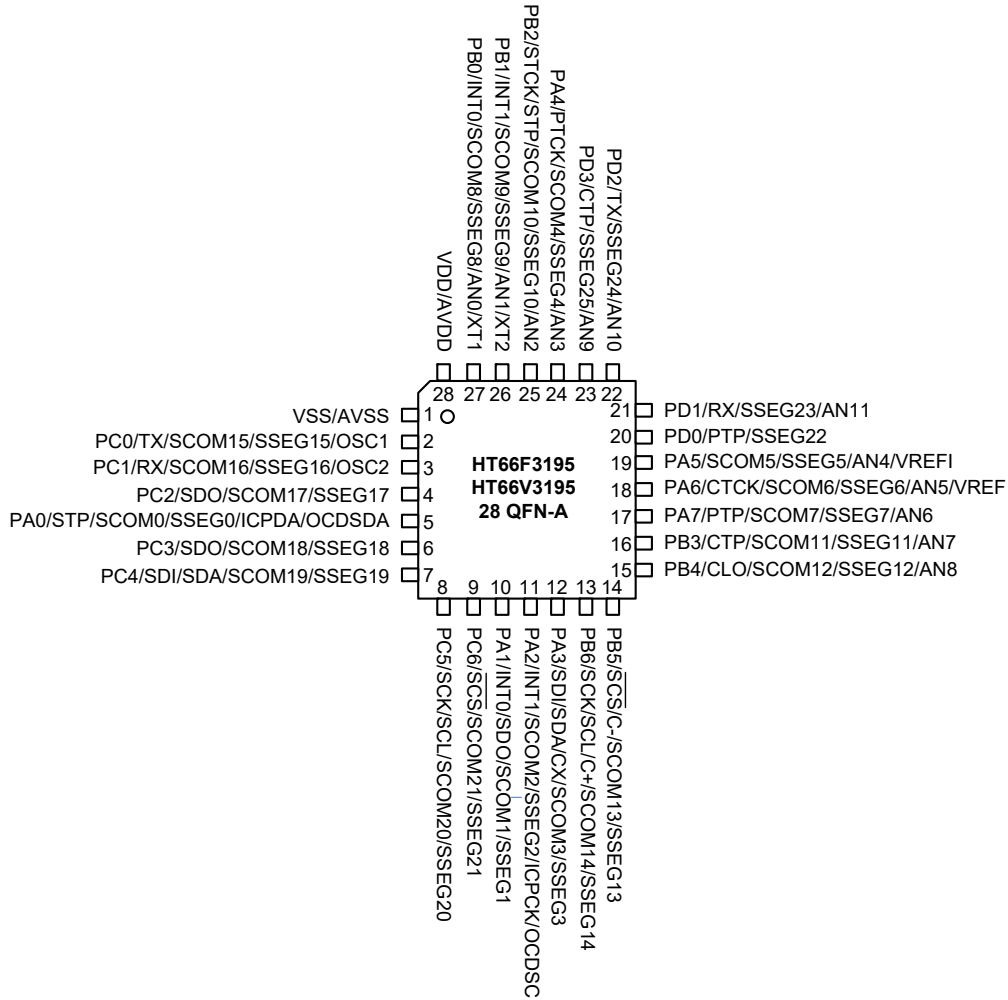 PB0/INT0/SCOM8/SSEG8/AN0/XT1
PB1/INT1/SCOM9/SSEG9/AN1/XT2
PB2/STCK/STP/SCOM10/SSEG10/AN2
PA4/PTCK/SCOM4/SSEG4/AN3
PD3/CTP/SSEG25/AN9
PD2/TX/SSEG24/AN10
VDD/AVDD
28 27 26 25 24 23 22
VSS/AVSS 1
PC0/TX/SCOM15/SSEG15/OSC1 2
PC1/RX/SCOM16/SSEG16/OSC2 3
PC2/SDO/SCOM17/SSEG17 4
PA0/STP/SCOM0/SSEG0/ICPDA/OCDSDA 5
PC3/SDO/SCOM18/SSEG18 6
PC4/SDI/SDA/SCOM19/SSEG19 7
HT66F3195
HT66V3195
28 QFN-A
21 PD1/RX/SSEG23/AN11
20 PD0/PTP/SSEG22
19 PA5/SCOM5/SSEG5/AN4/VREFI
18 PA6/CTCK/SCOM6/SSEG6/AN5/VREF
17 PA7/PTP/SCOM7/SSEG7/AN6
16 PB3/CTP/SCOM11/SSEG11/AN7
15 PB4/CLO/SCOM12/SSEG12/AN8
8 9 10 11 12 13 14
PC5/SCK/SCL/SCOM20/SSEG20
PC6/SCS/SCOM21/SSEG21
PA1/INT0/SDO/SCOM1/SSEG1
PA2/INT1/SCOM2/SSEG2/ICPCK/OCDSC
PA3/SDI/SDA/CX/SCOM3/SSEG3
PB6/SCK/SCL/C+/SCOM14/SSEG14
PB5/SCS/C-/SCOM13/SSEG13